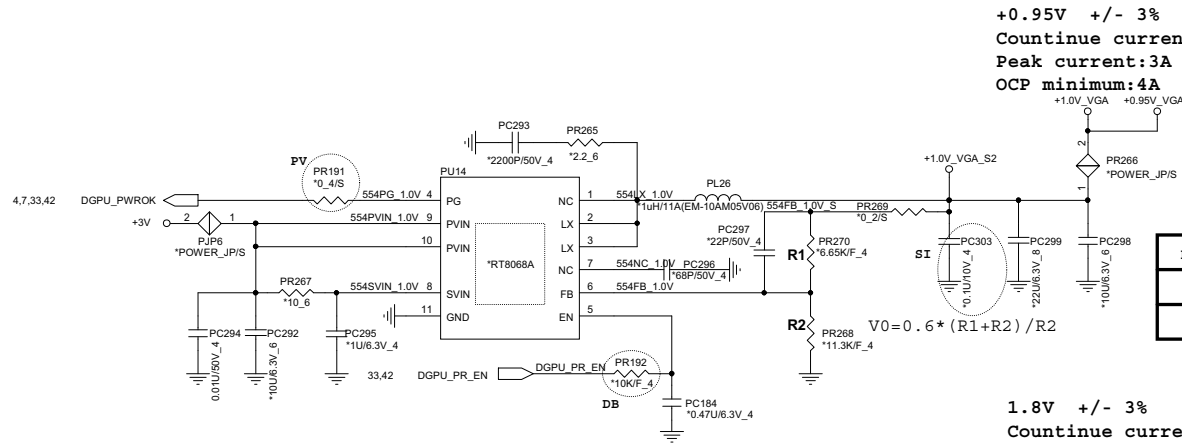 +0.95V +/- 3%
Countinue curren
Peak current:3A
OCP minimum:4A
+1.0V_VGA +0.95V_VGA
PC293
*2200P/50V_4
PR265
*2.2_6
+1.0V_VGA_S2
PR266
*POWER_JP/S
2
1
PV
PR191
*0_4/S
PU14
4,7,33,42 DGPU_PWROK
554PG_1.0V 4 PG
NC 1 554LX_1.0V
PL26
*1uH/11A(EM-10AM05V06)
554FB_1.0V_S
PR269
*0_2/S
+3V 2 1
PJP6
*POWER_JP/S
554PVIN_1.0V 9 PVIN
LX 2
10 PVIN
LX 3
*RT8068A
PC297
*22P/50V_4
R1
PR270
*6.65K/F_4
SI
PC303
*0.1U/10V_4
PC299
*22U/6.3V_8
PC298
*10U/6.3V_6
NC 7 554NC_1.0V
PC296
*68P/50V_4
PR267
*10_6
554SVIN_1.0V 8 SVIN
FB 6 554FB_1.0V
11 GND
EN 5
PC294
0.01U/50V_4
PC292
*10U/6.3V_6
PC295
*1U/6.3V_4
R2
PR268
*11.3K/F_4
V0=0.6*(R1+R2)/R2
33,42 DGPU_PR_EN
DGPU_PR_EN
PR192
*10K/F_4
DB
PC184
*0.47U/6.3V_4
1.8V +/- 3%
Countinue curre